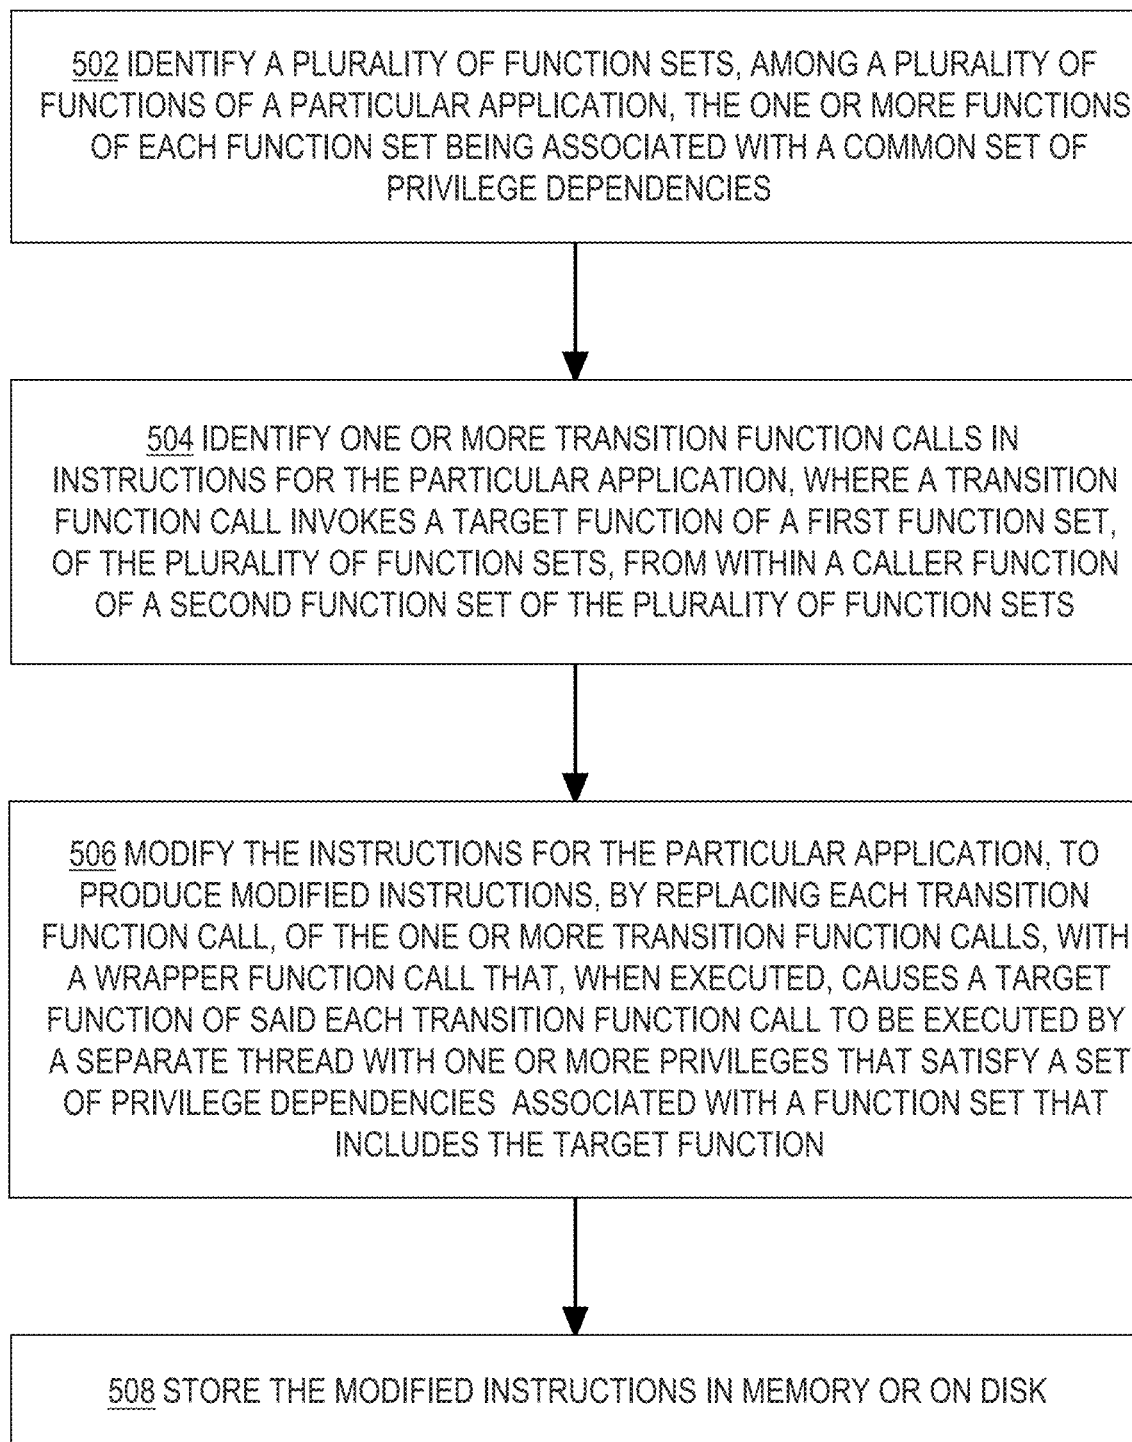 502 IDENTIFY A PLURALITY OF FUNCTION SETS, AMONG A PLURALITY OF
FUNCTIONS OF A PARTICULAR APPLICATION, THE ONE OR MORE FUNCTIONS
OF EACH FUNCTION SET BEING ASSOCIATED WITH A COMMON SET OF
PRIVILEGE DEPENDENCIES
504 IDENTIFY ONE OR MORE TRANSITION FUNCTION CALLS IN
INSTRUCTIONS FOR THE PARTICULAR APPLICATION, WHERE A TRANSITION
FUNCTION CALL INVOKES A TARGET FUNCTION OF A FIRST FUNCTION SET,
OF THE PLURALITY OF FUNCTION SETS, FROM WITHIN A CALLER FUNCTION
OF A SECOND FUNCTION SET OF THE PLURALITY OF FUNCTION SETS
506 MODIFY THE INSTRUCTIONS FOR THE PARTICULAR APPLICATION, TO
PRODUCE MODIFIED INSTRUCTIONS, BY REPLACING EACH TRANSITION
FUNCTION CALL, OF THE ONE OR MORE TRANSITION FUNCTION CALLS, WITH
A WRAPPER FUNCTION CALL THAT, WHEN EXECUTED, CAUSES A TARGET
FUNCTION OF SAID EACH TRANSITION FUNCTION CALL TO BE EXECUTED BY
A SEPARATE THREAD WITH ONE OR MORE PRIVILEGES THAT SATISFY A SET
OF PRIVILEGE DEPENDENCIES ASSOCIATED WITH A FUNCTION SET THAT
INCLUDES THE TARGET FUNCTION
508 STORE THE MODIFIED INSTRUCTIONS IN MEMORY OR ON DISK